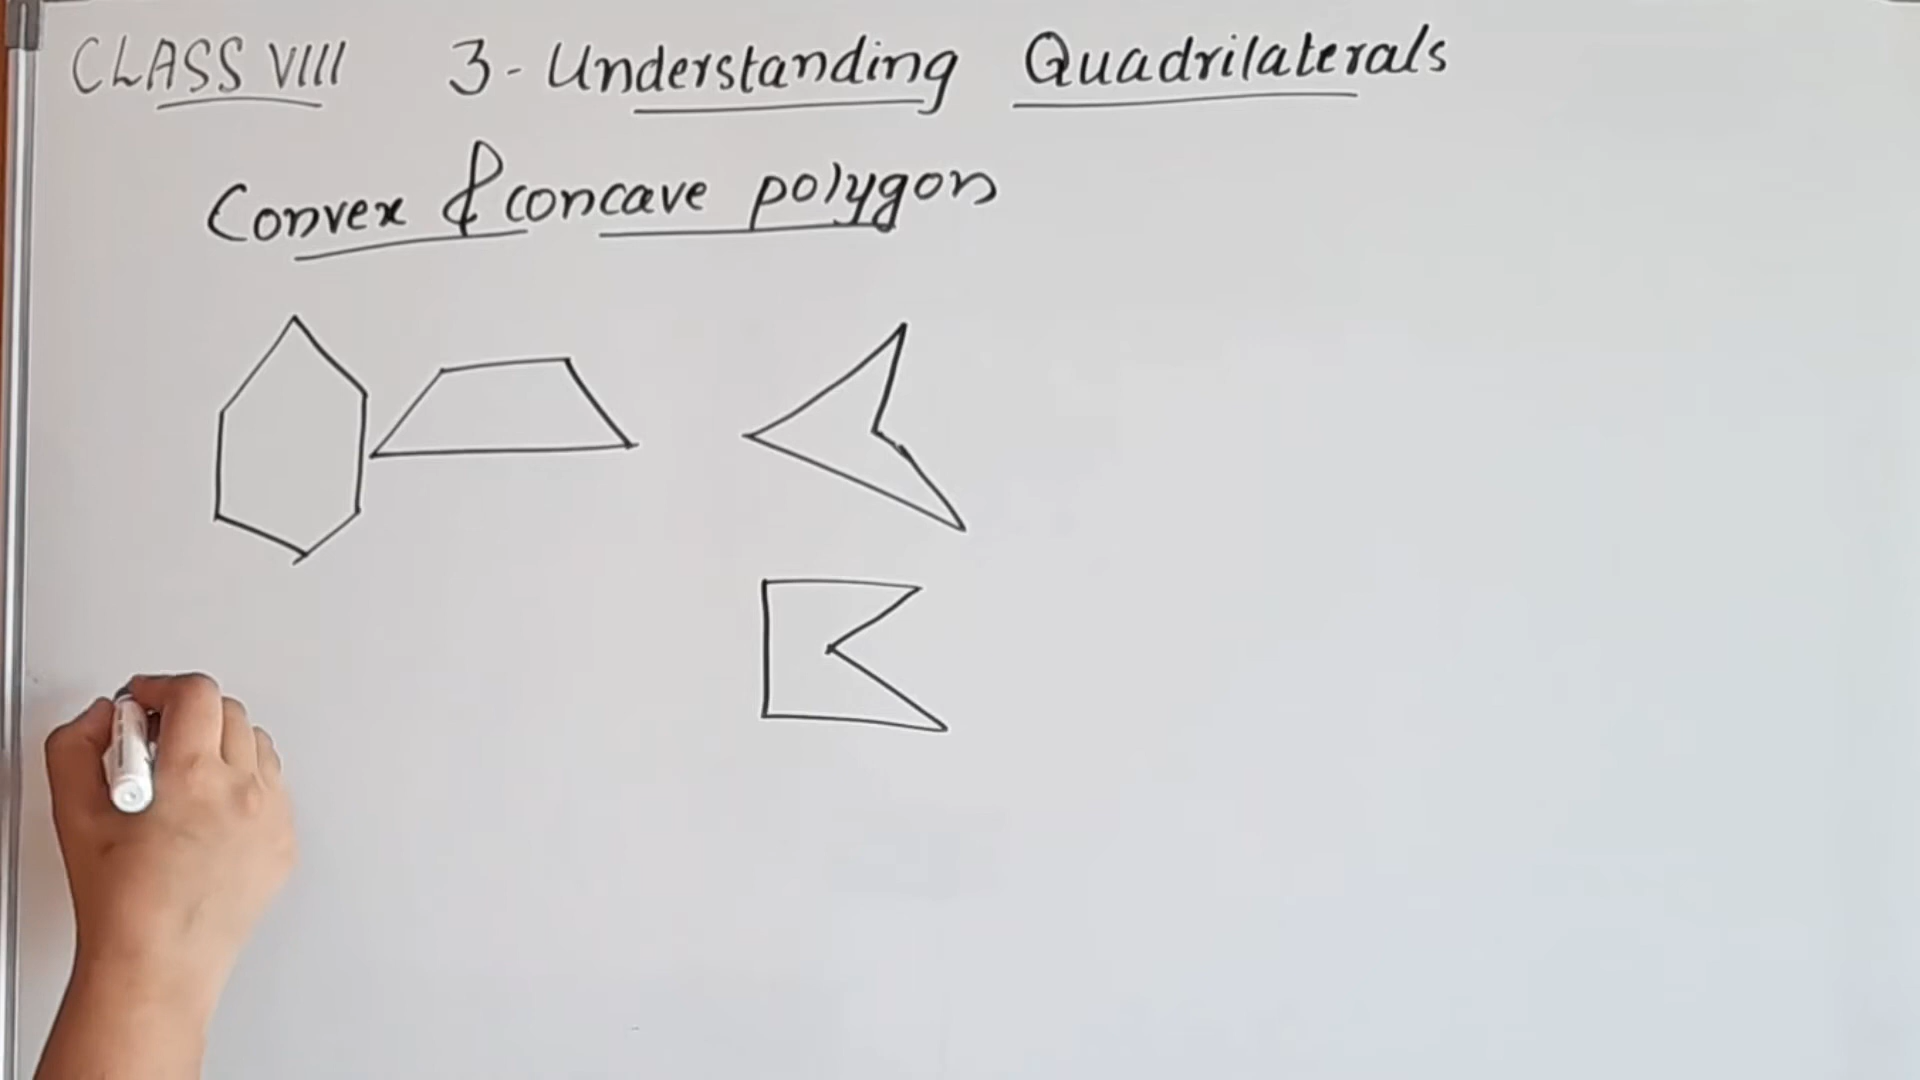 CLASS VIII 3-Understanding Quadrilaterals
Convex & concave polygon